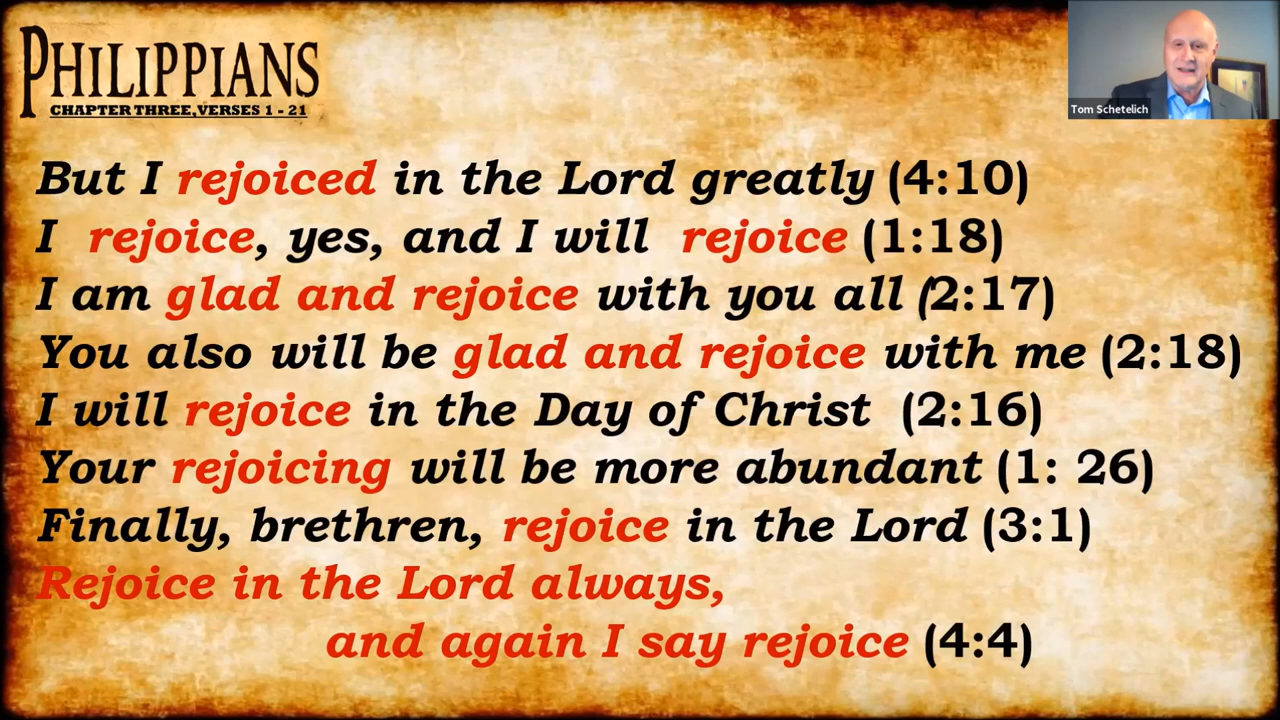 PHILIPPIANS
CHAPTER THREE, VERSES 1 - 21
Tom Schetelich
But I rejoiced in the Lord greatly (4:10)
I rejoice, yes, and I will rejoice (1:18)
I am glad and rejoice with you all (2:17)
You also will be glad and rejoice with me (2:18)
I will rejoice in the Day of Christ (2:16)
Your rejoicing will be more abundant (1: 26)
Finally, brethren, rejoice in the Lord (3:1)
Rejoice in the Lord always,
and again I say rejoice (4:4)